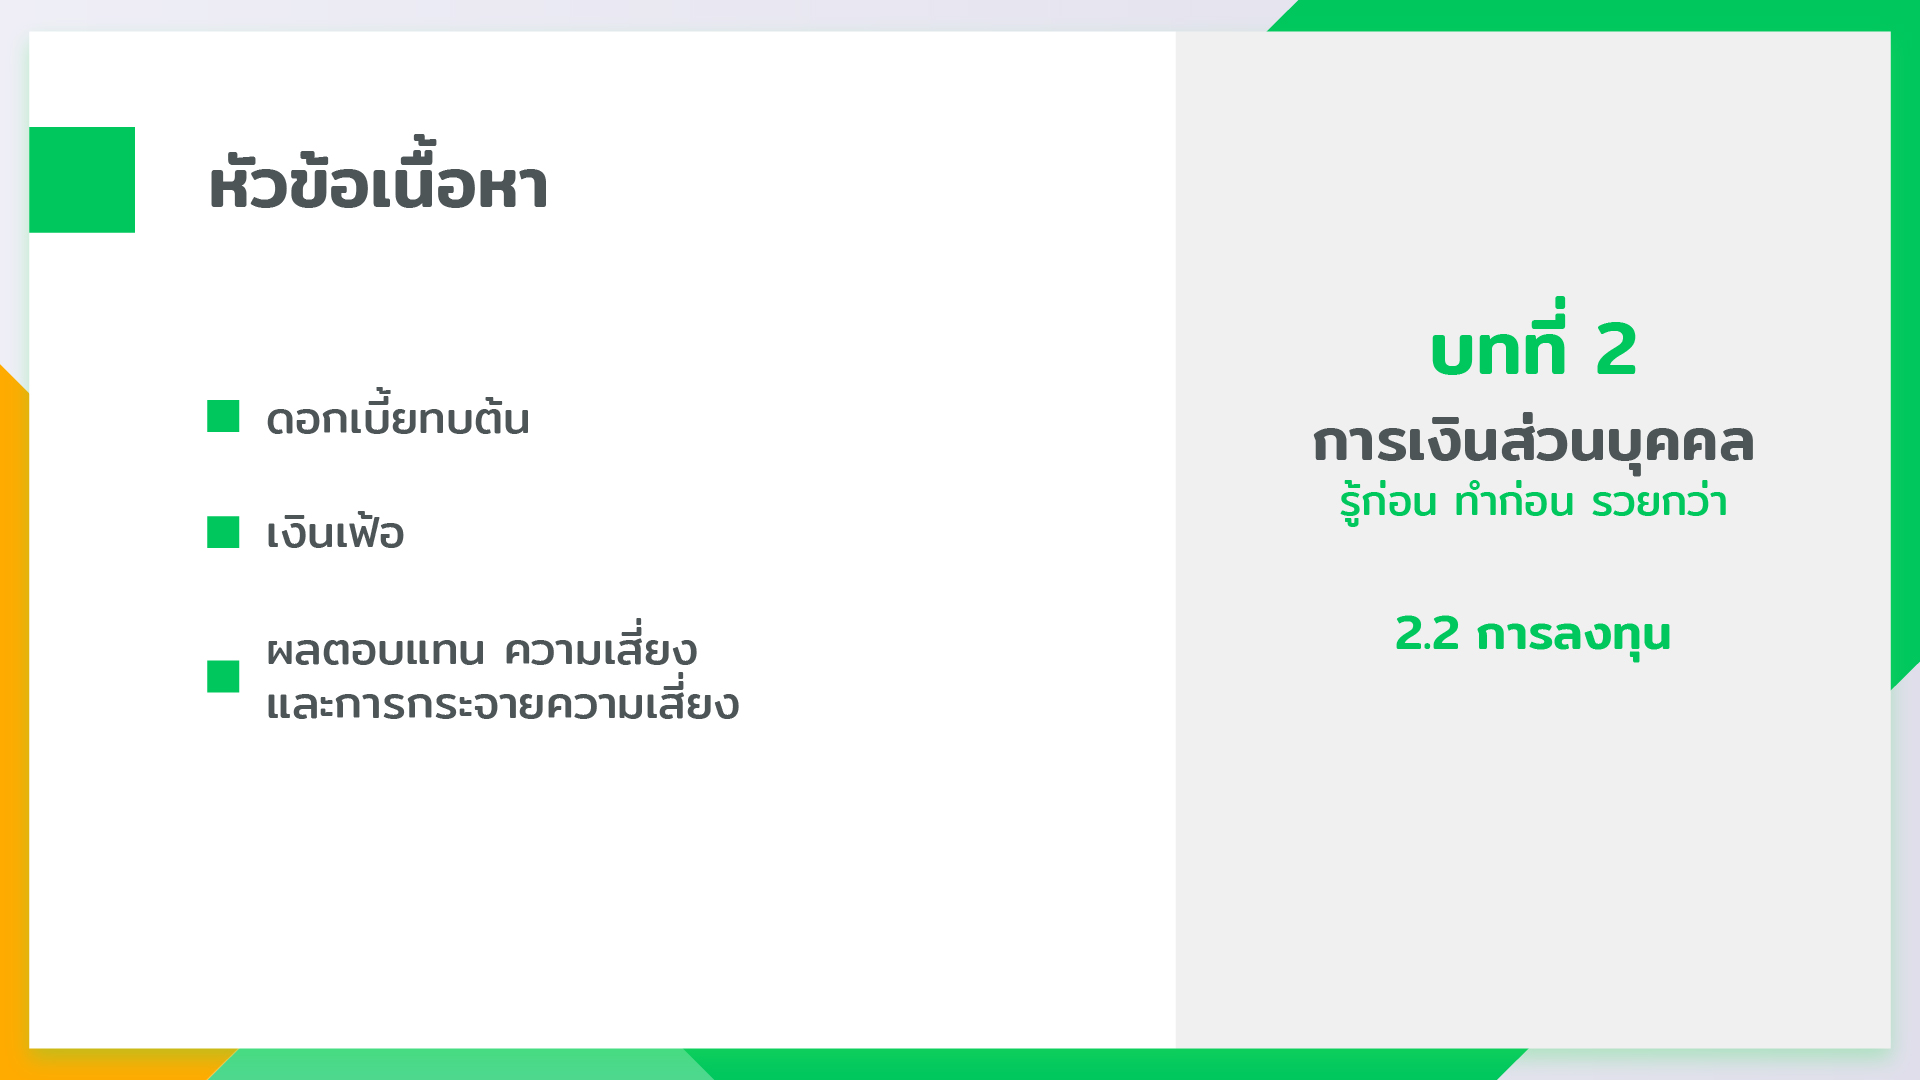 หัวข้อเนื้อหา
ดอกเบี้ยทบต้น
เงินเฟ้อ
ผลตอบแทน ความเสี่ยง
และการกระจายความเสี่ยง
บทที่ 2
การเงินส่วนบุคคล
รู้ก่อน ทำก่อน รวยกว่า
2.2 การลงทุน